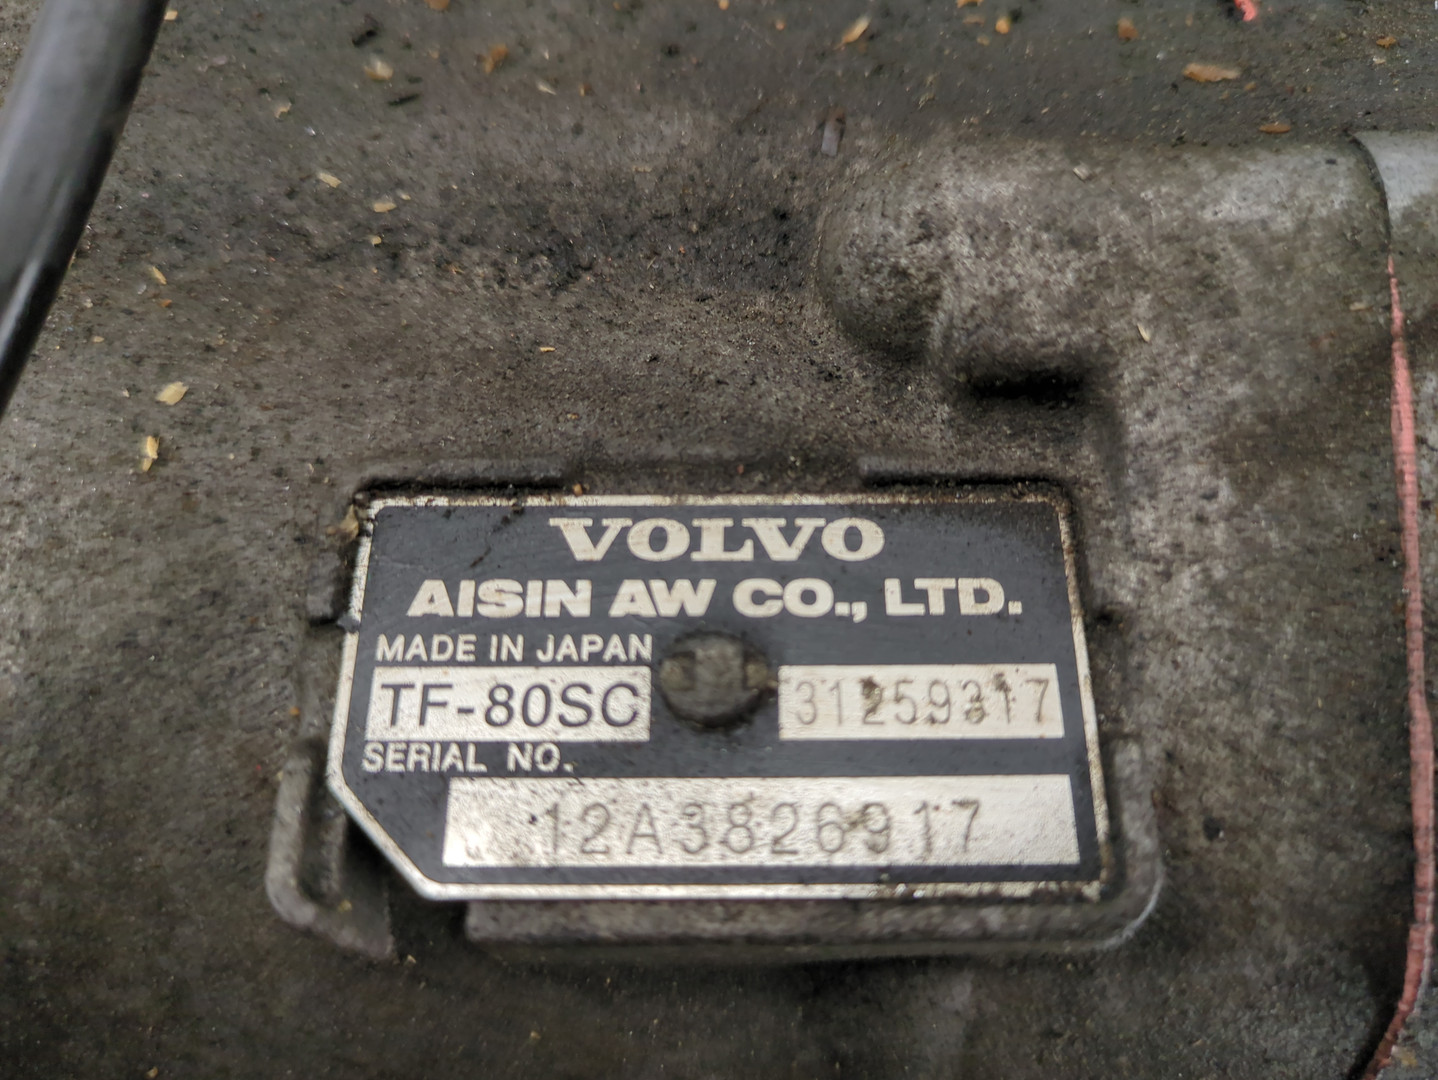 VOLVO
AISIN AW CO., LTD.
MADE IN JAPAN
TF-80SC 31259317
SERIAL NO.
12A3826917